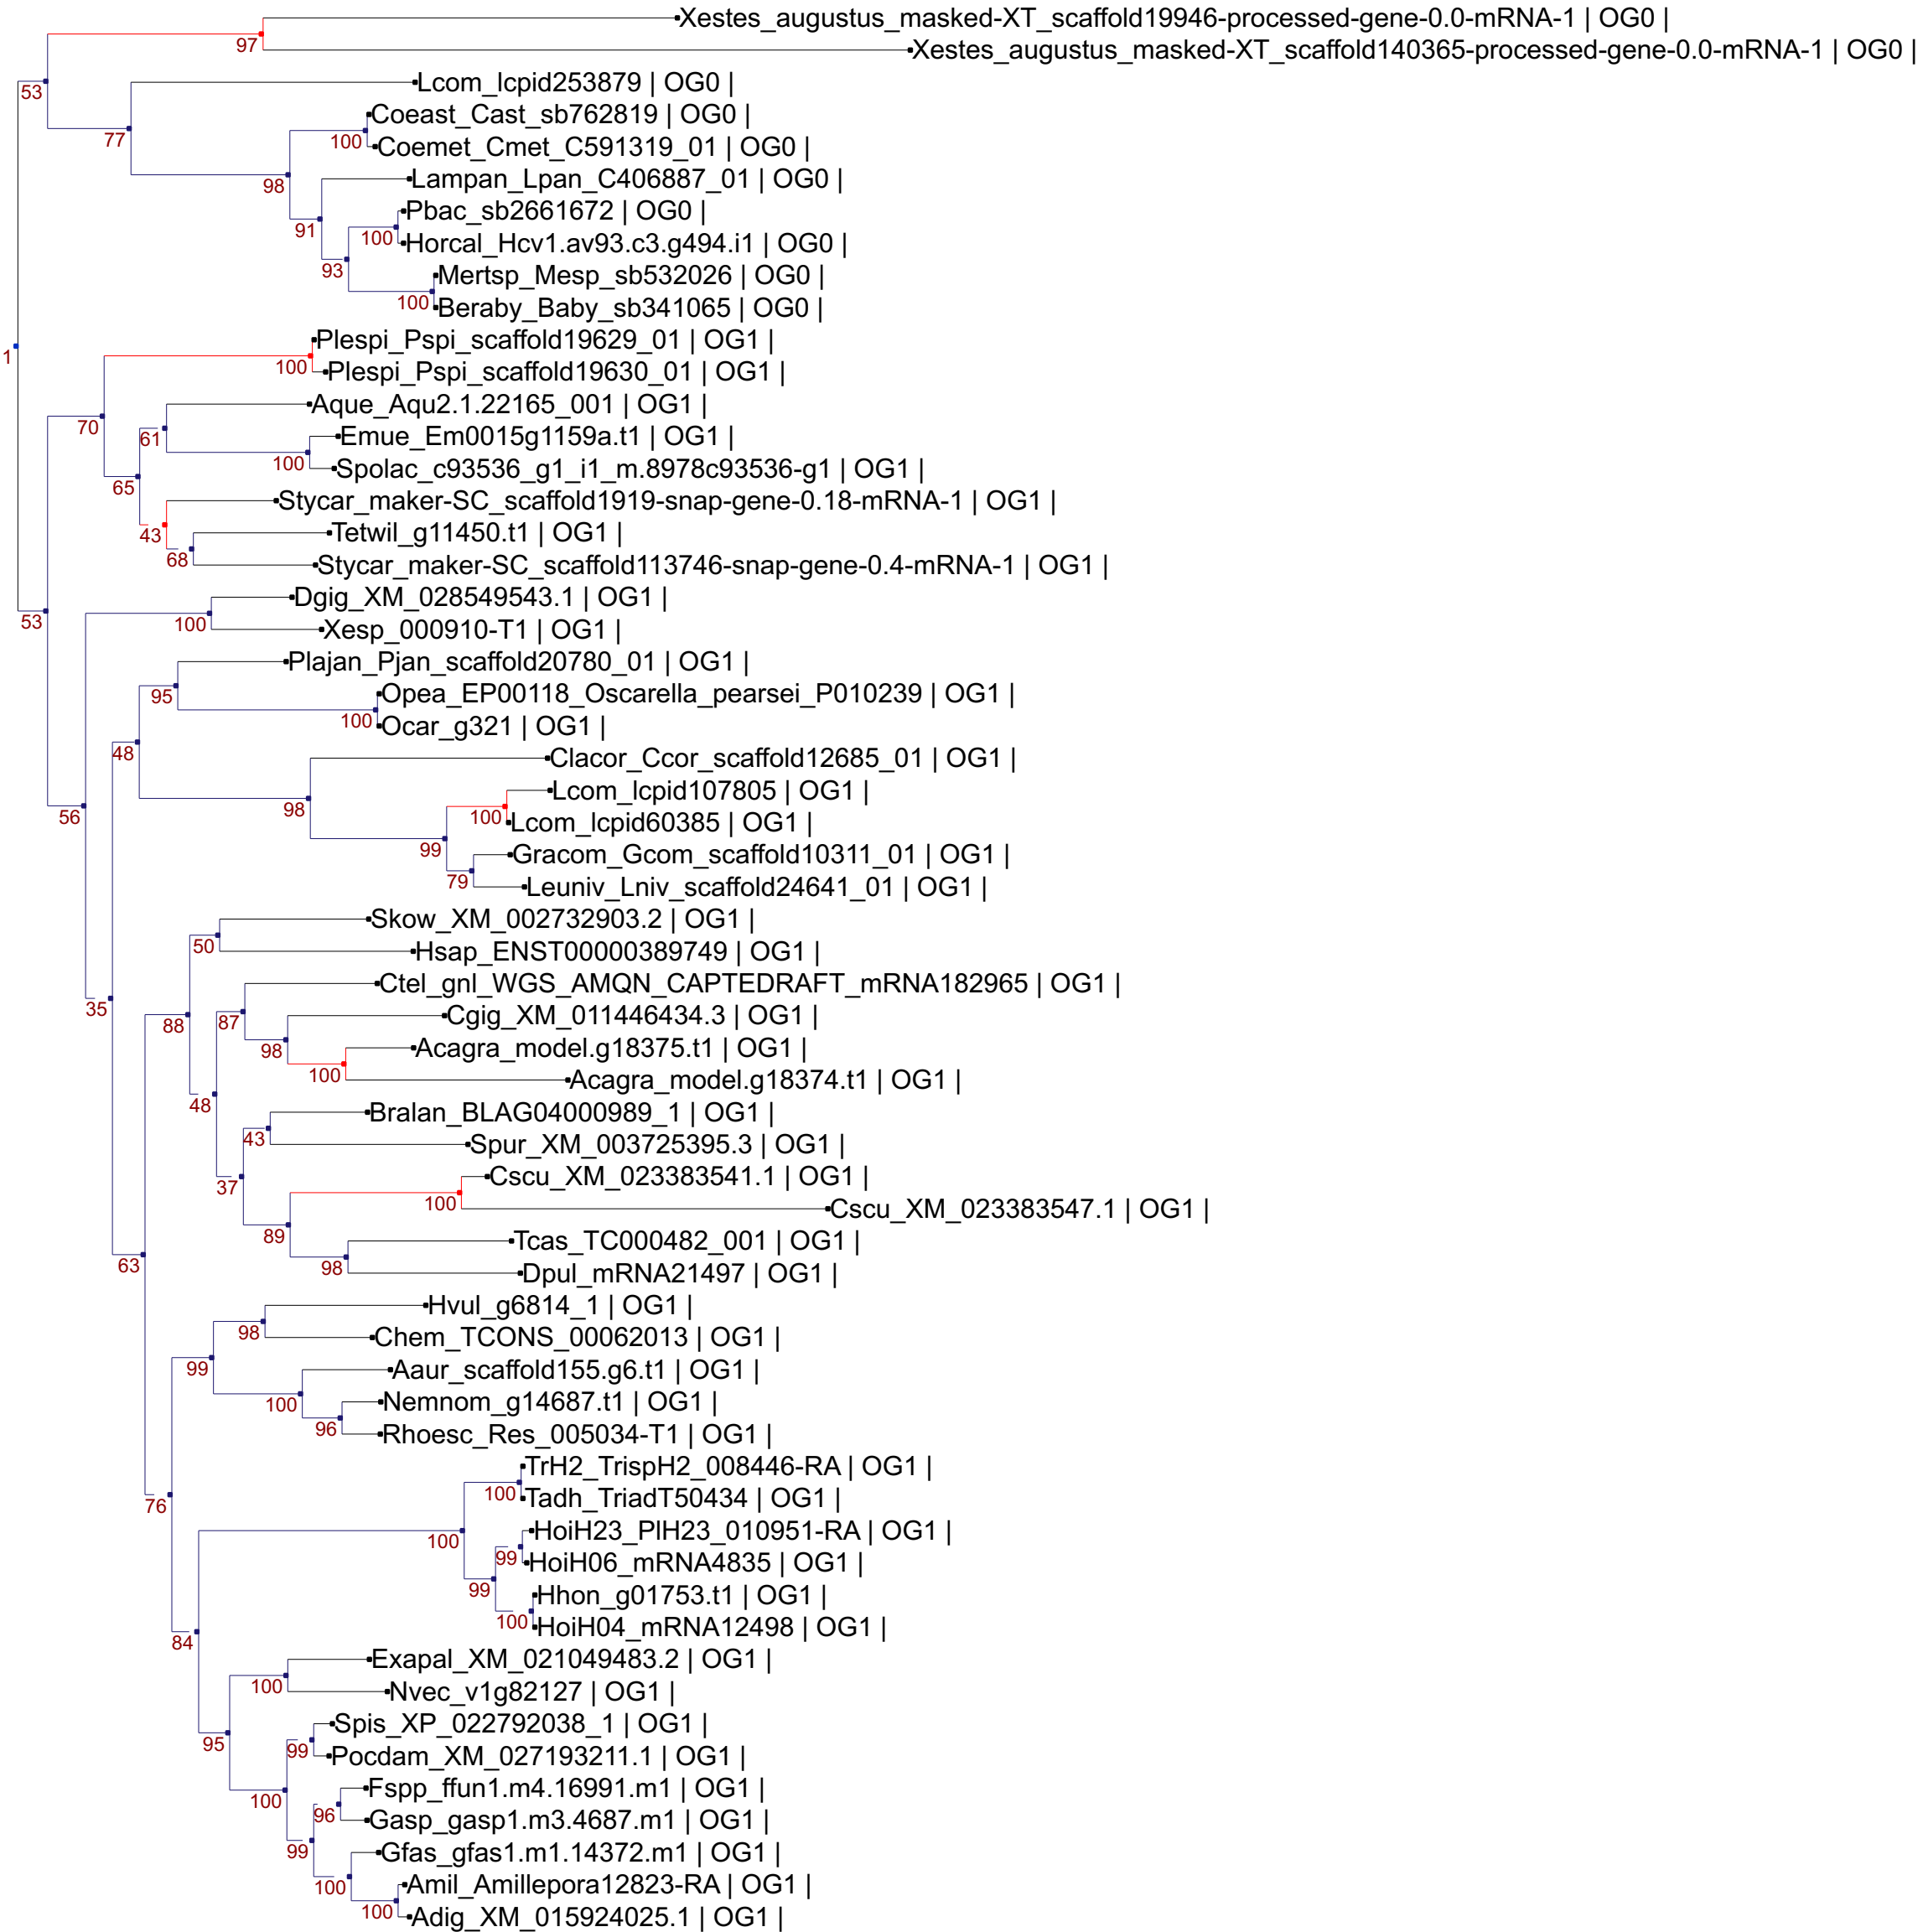 Xestes_augustus_masked-XT_scaffold19946-processed-gene-0.0-mRNA-1 | OG0 |
97
Xestes_augustus_masked-XT_scaffold140365-processed-gene-0.0-mRNA-1 | OG0 |
Lcom_lcpid253879 | OG0 |
53
Coeast_Cast_sb762819 | OG0 |
77
100
Coemet_Cmet_C591319_01 | OG0 |
Lampan_Lpan_C406887_01 | OG0 |
98
Pbac_sb2661672 | OG0 |
91
100
Horcal_Hcv1.av93.c3.g494.i1 | OG0 |
93
Mertsp_Mesp_sb532026 | OG0 |
100
Beraby_Baby_sb341065 | OG0 |
Plespi_Pspi_scaffold19629_01 | OG1 |
1
100
Plespi_Pspi_scaffold19630_01 | OG1 |
Aque_Aqu2.1.22165_001 | OG1 |
70
61
Emue_Em0015g1159a.t1 | OG1 |
100
Spolac_c93536_g1_i1_m.8978c93536-g1 | OG1 |
65
Stycar_maker-SC_scaffold1919-snap-gene-0.18-mRNA-1 | OG1 |
43
Tetwil_g11450.t1 | OG1 |
68
Stycar_maker-SC_scaffold113746-snap-gene-0.4-mRNA-1 | OG1 |
Dgig_XM_028549543.1 | OG1 |
53
100
Xesp_000910-T1 | OG1 |
Plajan_Pjan_scaffold20780_01 | OG1 |
95
Opea_EP00118_Oscarella_pearsei_P010239 | OG1 |
100
Ocar_g321 | OG1 |
48
Clacor_Ccor_scaffold12685_01 | OG1 |
Lcom_lcpid107805 | OG1 |
98
56
100
Lcom_lcpid60385 | OG1 |
99
Gracom_Gcom_scaffold10311_01 | OG1 |
79
Leuniv_Lniv_scaffold24641_01 | OG1 |
Skow_XM_002732903.2 | OG1 |
50
Hsap_ENST00000389749 | OG1 |
Ctel_gnl_WGS_AMQN_CAPTEDRAFT_mRNA182965 | OG1 |
35
88
87
Cgig_XM_011446434.3 | OG1 |
98
Acagra_model.g18375.t1 | OG1 |
100
Acagra_model.g18374.t1 | OG1 |
48
Bralan_BLAG04000989_1 | OG1 |
43
Spur_XM_003725395.3 | OG1 |
Cscu_XM_023383541.1 | OG1 |
37
100
Cscu_XM_023383547.1 | OG1 |
89
Tcas_TC000482_001 | OG1 |
63
98
Dpul_mRNA21497 | OG1 |
Hvul_g6814_1 | OG1 |
98
Chem_TCONS_00062013 | OG1 |
99
Aaur_scaffold155.g6.t1 | OG1 |
100
Nemnom_g14687.t1 | OG1 |
96
Rhoesc_Res_005034-T1 | OG1 |
TrH2_TrispH2_008446-RA | OG1 |
100
76
Tadh_TriadT50434 | OG1 |
HoiH23_PlH23_010951-RA | OG1 |
100
99
HoiH06_mRNA4835 | OG1 |
99
Hhon_g01753.t1 | OG1 |
100
HoiH04_mRNA12498 | OG1 |
84
Exapal_XM_021049483.2 | OG1 |
100
Nvec_v1g82127 | OG1 |
Spis_XP_022792038_1 | OG1 |
95
99
Pocdam_XM_027193211.1 | OG1 |
Fspp_ffun1.m4.16991.m1 | OG1 |
100
96
Gasp_gasp1.m3.4687.m1 | OG1 |
99
Gfas_gfas1.m1.14372.m1 | OG1 |
100
Amil_Amillepora12823-RA | OG1 |
100
Adig_XM_015924025.1 | OG1 |